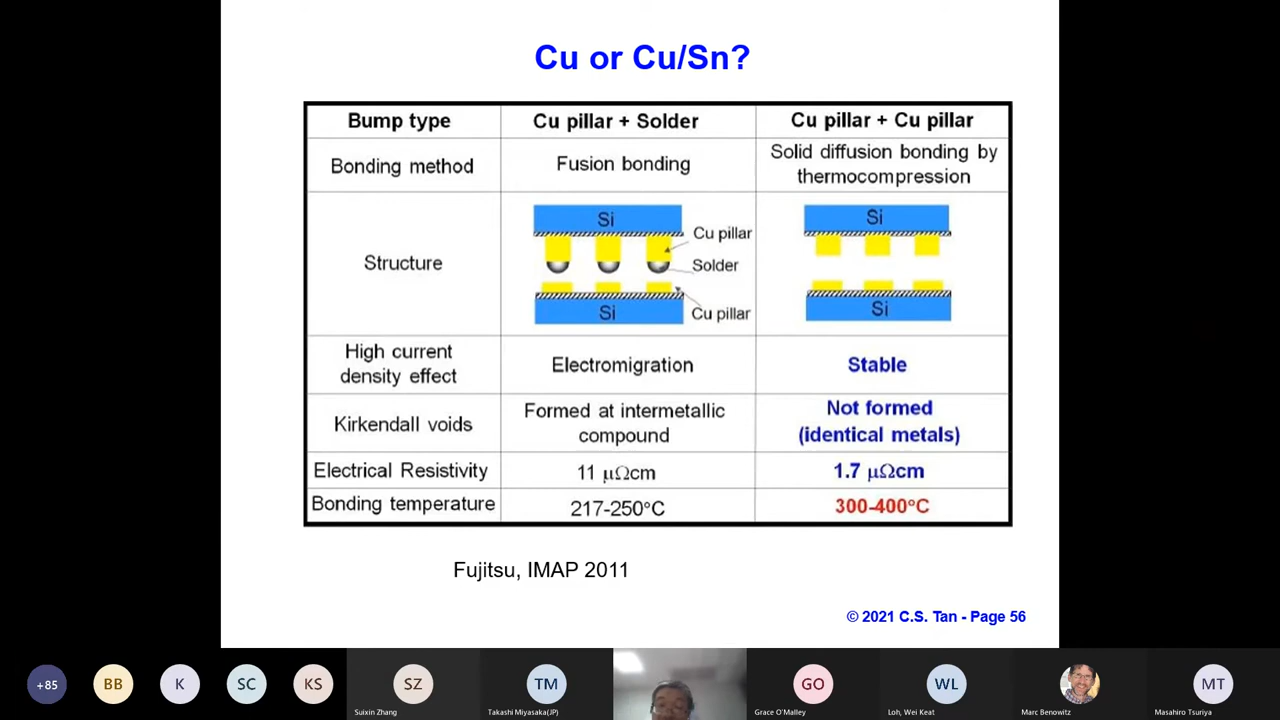 Cu or Cu/Sn?
Bump type
Cu pillar + Solder
Cu pillar + Cu pillar
Bonding method
Fusion bonding
Solid diffusion bonding by
thermocompression
Structure
Si
Cu pillar
Solder
Cu pillar
Si
Si
Si
High current
density effect
Electromigration
Stable
Kirkendall voids
Formed at intermetallic
compound
Not formed
(identical metals)
Electrical Resistivity
11 μΩcm
1.7 μΩcm
Bonding temperature
217-250°C
300-400°C
Fujitsu, IMAP 2011
© 2021 C.S. Tan - Page 56
+85
BB
K
SC
KS
SZ
Suixin Zhang
TM
Takashi Miyasaka(JP)
GO
Grace O'Malley
WL
Loh, Wei Keat
Marc Benowitz
MT
Masahiro Tsuriya